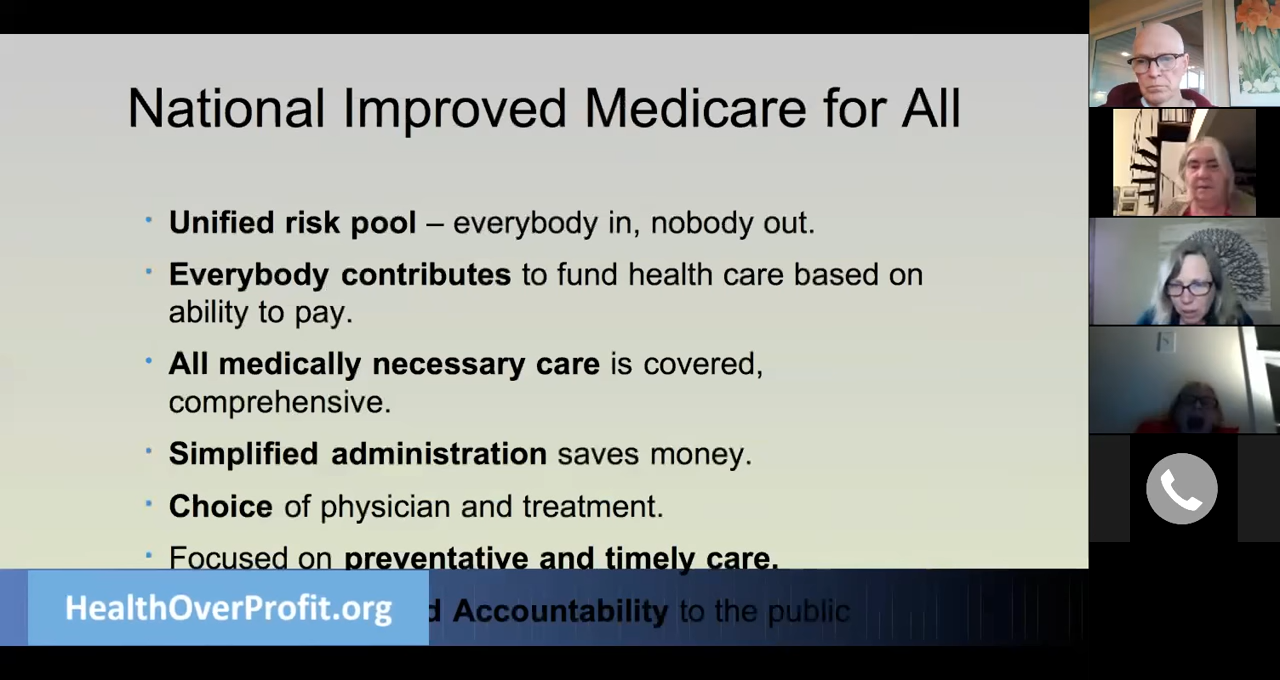 National Improved Medicare for All
Unified risk pool – everybody in, nobody out.
Everybody contributes to fund health care based on
ability to pay.
All medically necessary care is covered,
comprehensive.
Simplified administration saves money.
Choice of physician and treatment.
Focused on preventative and timely care.
Accountability to the public
HealthOverProfit.org